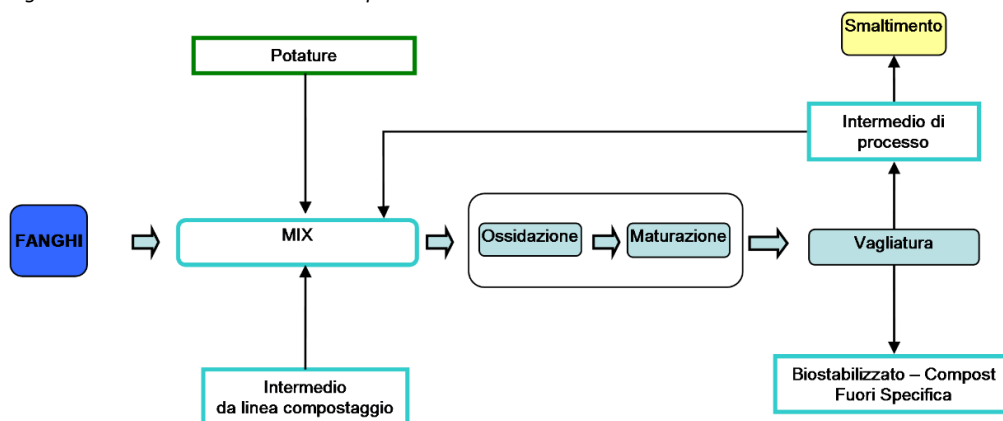 Smaltimento
Potature
Intermedio di
processo
FANGHI
MIX
Ossidazione
Maturazione
Vagliatura
Intermedio
da linea compostaggio
Biostabilizzato – Compost
Fuori Specifica